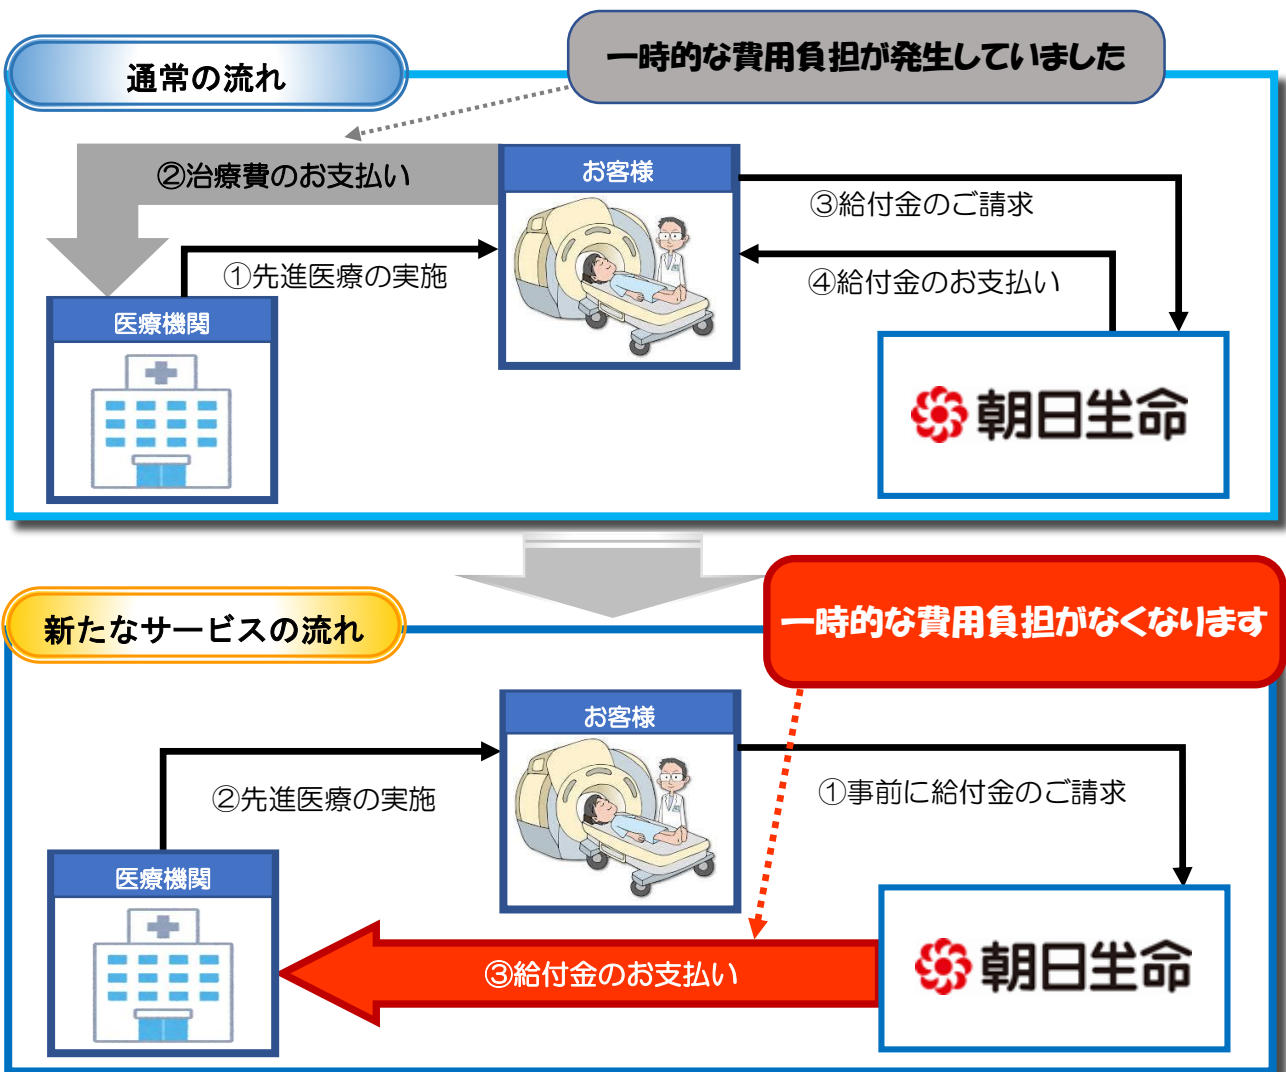 通常の流れ
一時的な費用負担が発生していました
②治療費のお支払い
お客様
③給付金のご請求
①先進医療の実施
④給付金のお支払い
医療機関
朝日生命
新たなサービスの流れ
一時的な費用負担がなくなります
お客様
②先進医療の実施
①事前に給付金のご請求
医療機関
③給付金のお支払い
朝日生命